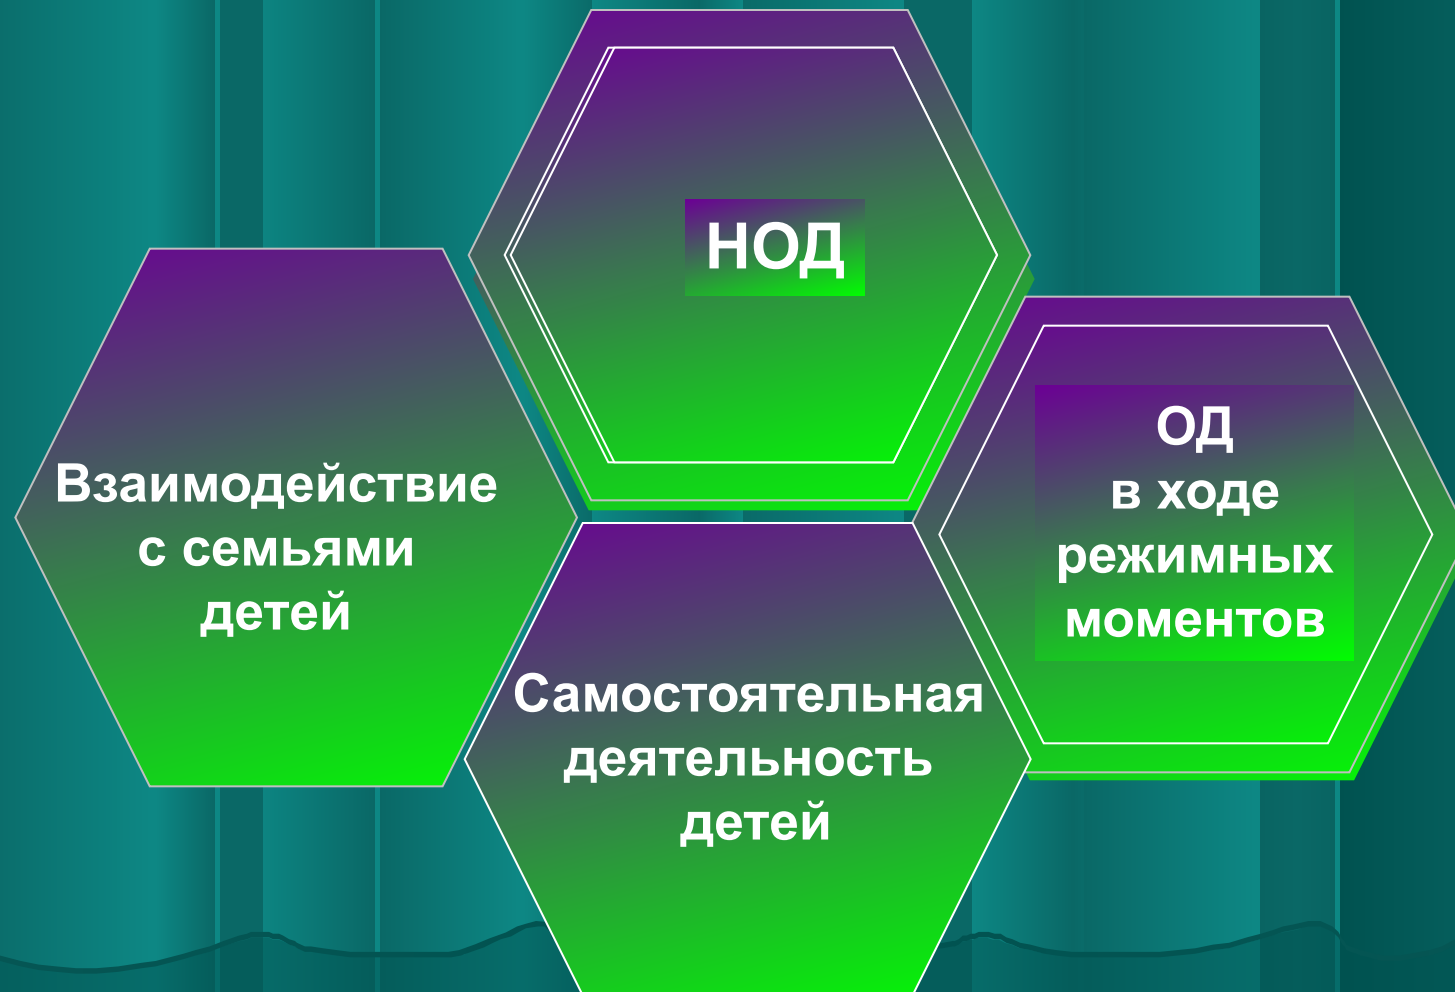 НОД
Взаимодействие
с семьями
детей
ОД
в ходе
режимных
моментов
Самостоятельная
деятельность
детей